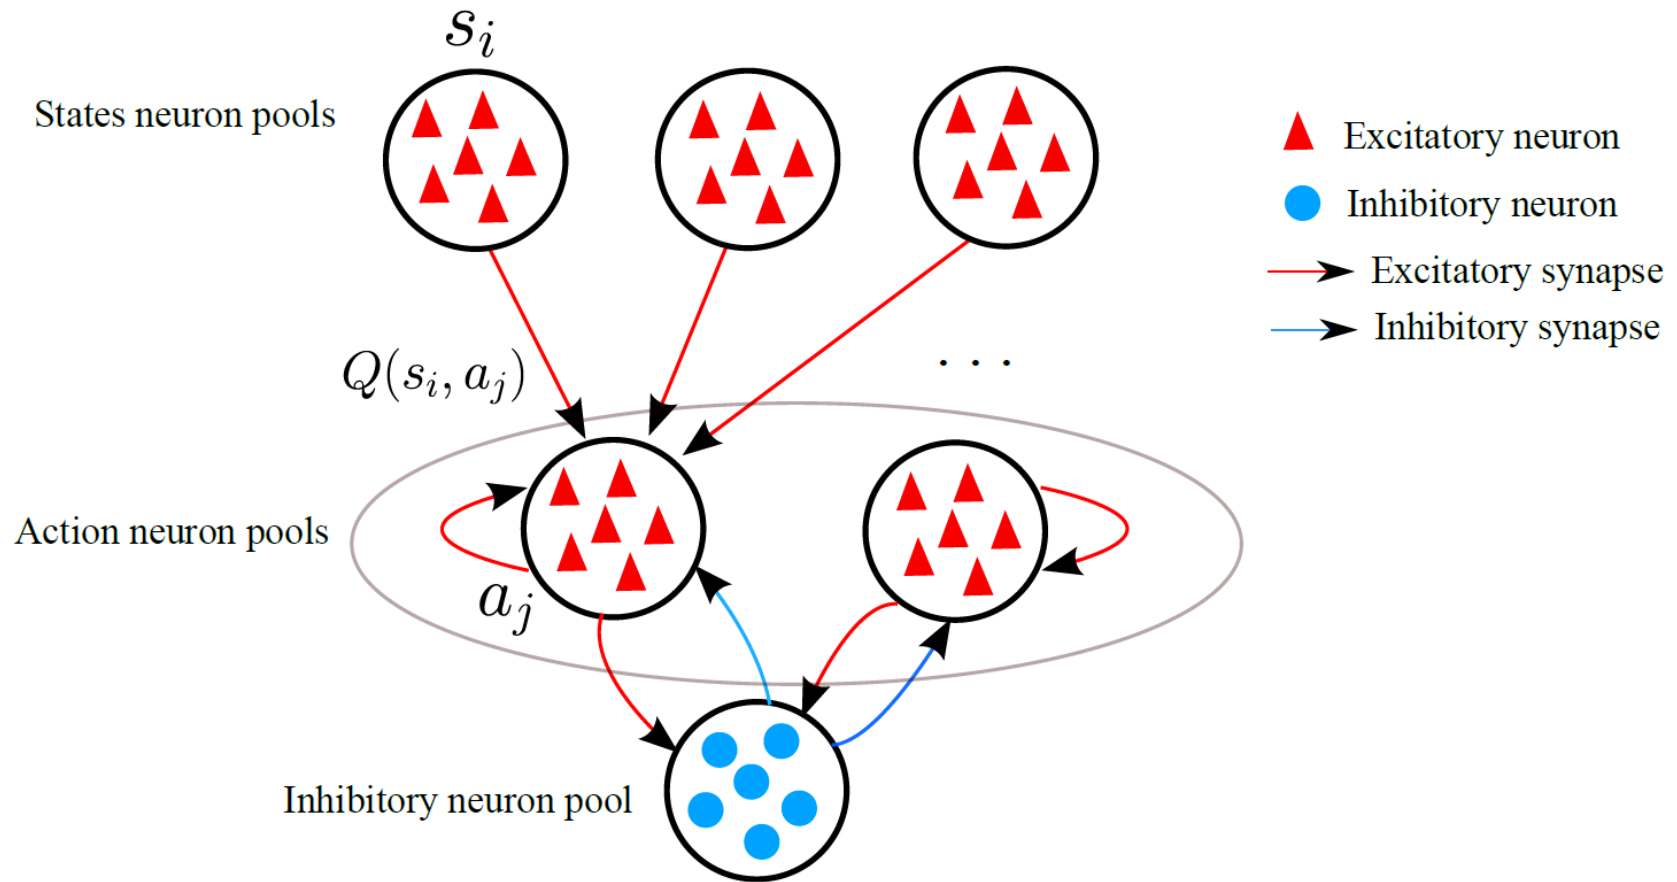 s_i
States neuron pools
Excitatory neuron
Inhibitory neuron
Excitatory synapse
Inhibitory synapse
Q(s_i, a_j)
. . .
Action neuron pools
a_j
Inhibitory neuron pool